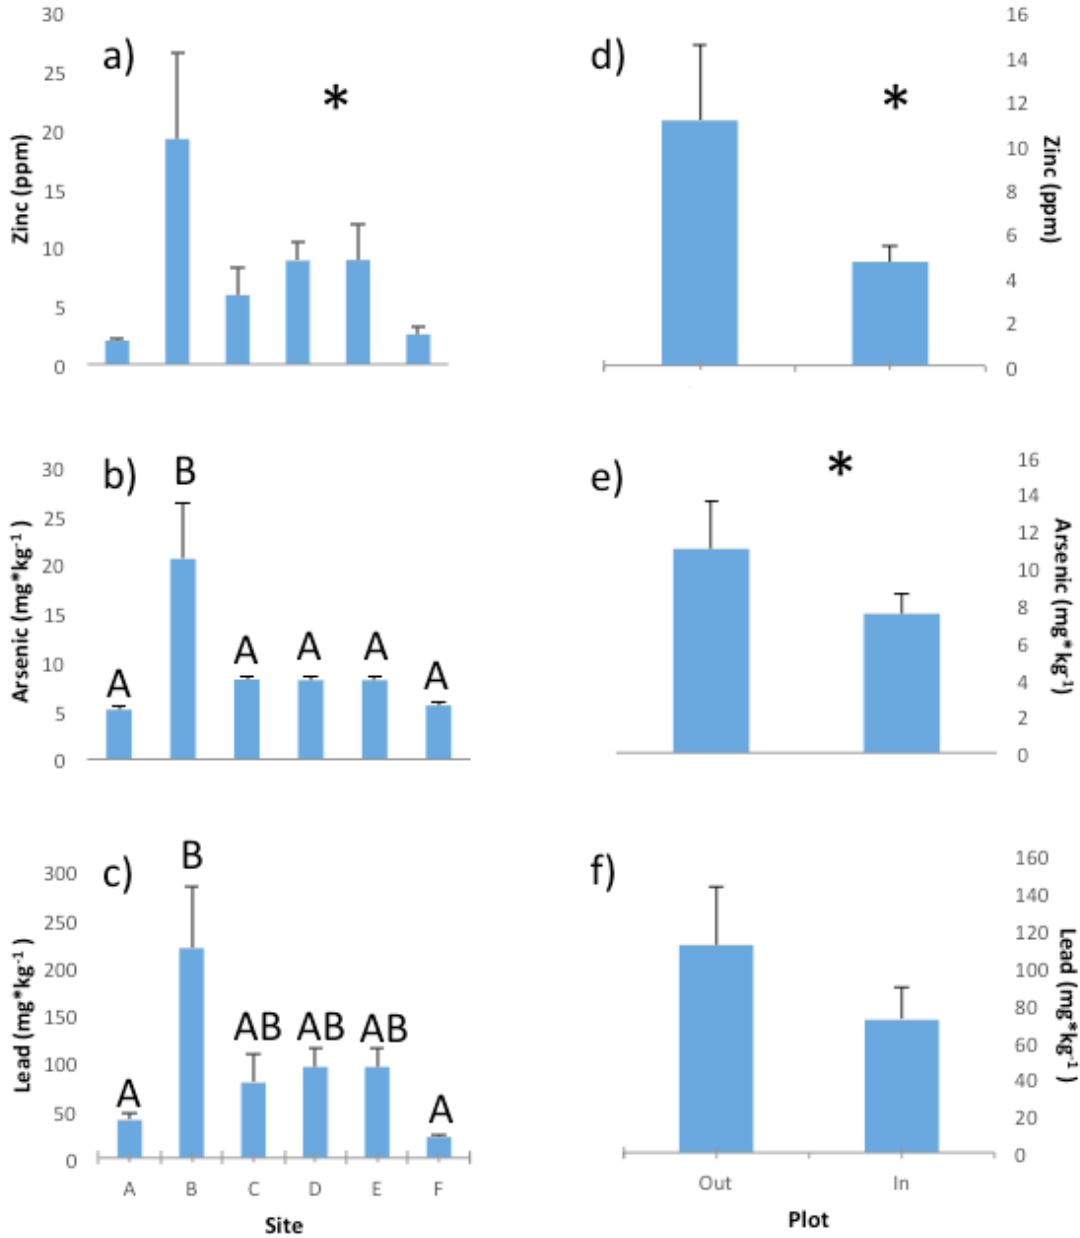 a)
*
30
25
20
15
10
5
0
Zinc (ppm)
d)
*
16
14
12
10
8
6
4
2
0
Zinc (ppm)
b)
30
25
20
15
10
5
0
Arsenic (mg*kg⁻¹ )
A B A A A A
e)
*
16
14
12
10
8
6
4
2
0
Arsenic (mg*kg⁻¹)
c)
300
250
200
150
100
50
0
Lead (mg*kg⁻¹ )
A B AB AB AB A
A B C D E F
Site
f)
160
140
120
100
80
60
40
20
0
Lead (mg*kg⁻¹ )
Out In
Plot